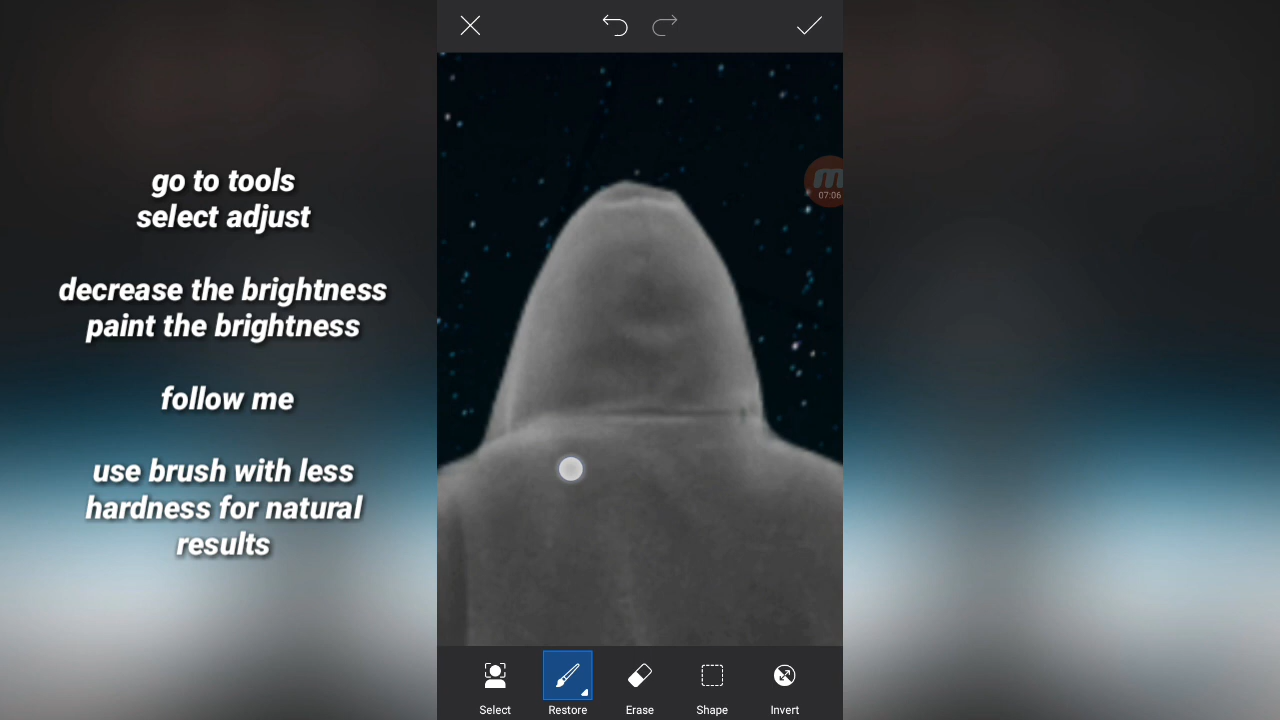 go to tools
select adjust
decrease the brightness
paint the brightness
follow me
use brush with less
hardness for natural
results
07:06
Select
Restore
Erase
Shape
Invert